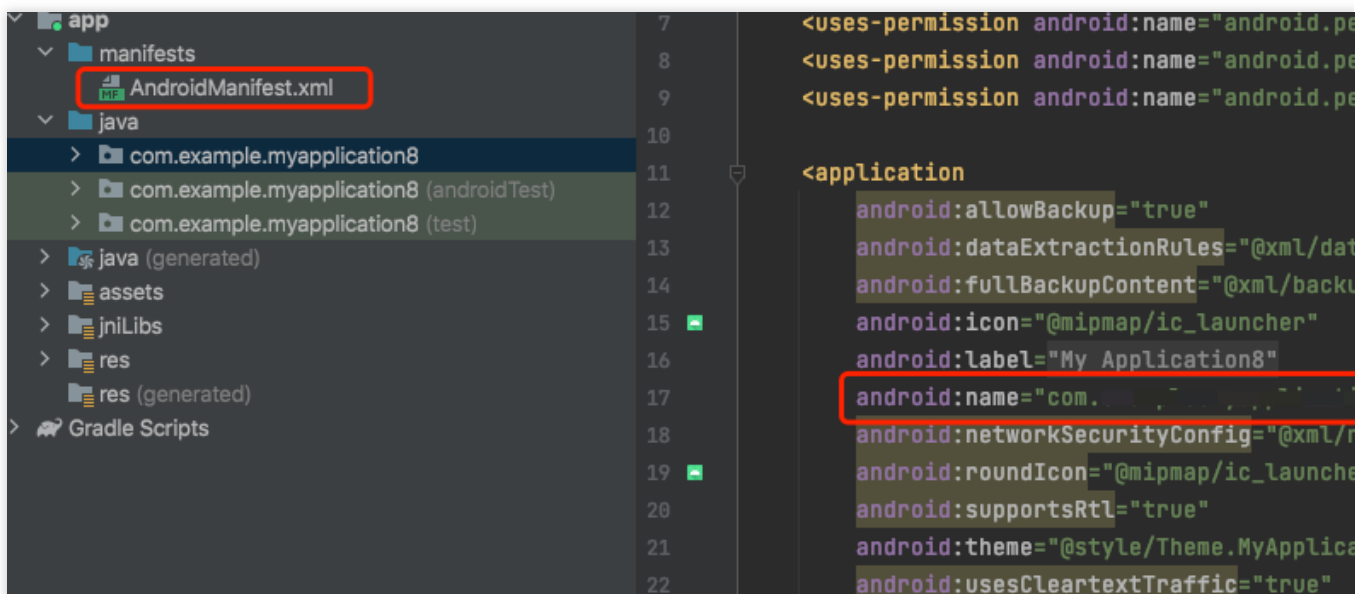 app
manifests
AndroidManifest.xml
java
com.example.myapplication8
com.example.myapplication8 (androidTest)
com.example.myapplication8 (test)
java (generated)
assets
jniLibs
res
res (generated)
Gradle Scripts
7 <uses-permission android:name="android.pe
8 <uses-permission android:name="android.pe
9 <uses-permission android:name="android.pe
10
11 <application
12 android:allowBackup="true"
13 android:dataExtractionRules="@xml/dat
14 android:fullBackupContent="@xml/backu
15 android:icon="@mipmap/ic_launcher"
16 android:label="My Application8"
17 android:name="com.
18 android:networkSecurityConfig="@xml/n
19 android:roundIcon="@mipmap/ic_launche
20 android:supportsRtl="true"
21 android:theme="@style/Theme.MyApplica
22 android:usesCleartextTraffic="true"